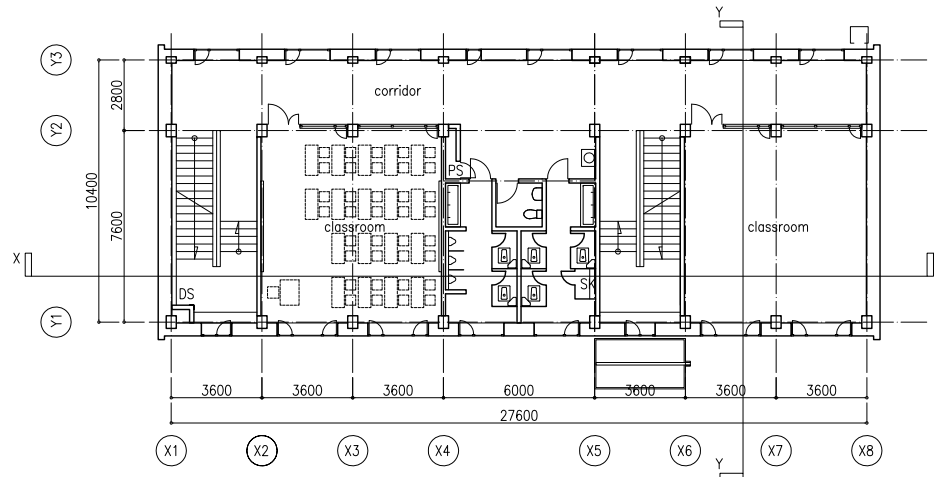 Y
Y3
corridor
2800
Y2
PS
10400
7600
classroom
classroom
X
DS
SK
Y1
3600
3600
3600
6000
3600
3600
3600
27600
X1
X2
X3
X4
X5
X6
X7
X8
Y